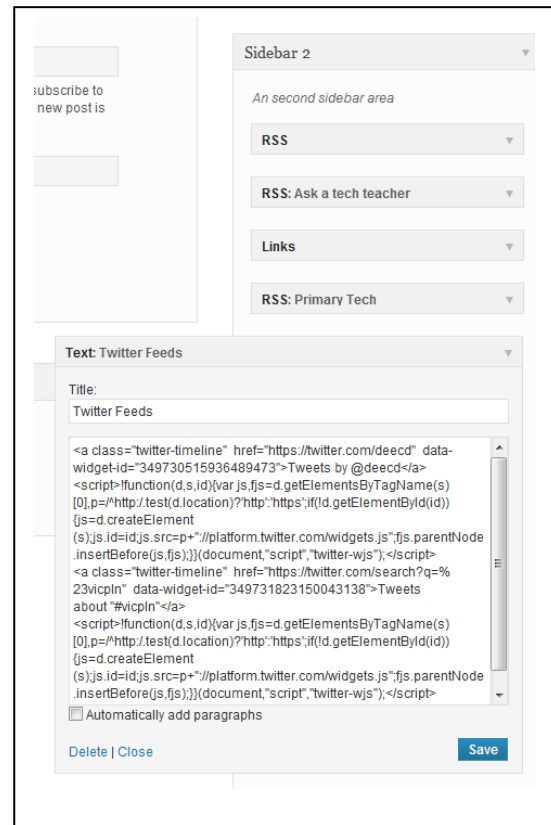 Sidebar 2
subscribe to
new post is
An second sidebar area
RSS
RSS: Ask a tech teacher
Links
RSS: Primary Tech
Text: Twitter Feeds
Title:
Twitter Feeds
<a class="twitter-timeline" href="https://twitter.com/deecd" data-
widget-id="349730515936489473">Tweets by @deecd</a>
<script>!function(d,s,id){var js,fjs=d.getElementsByTagName(s)
[0],p=/^http:/.test(d.location)?'http':'https';if(!d.getElementById(id))
{js=d.createElement
(s);js.id=id;js.src=p+"://platform.twitter.com/widgets.js";fjs.parentNode
.insertBefore(js,fjs);}}(document,"script","twitter-wjs");</script>
<a class="twitter-timeline" href="https://twitter.com/search?q=%
23vicpln" data-widget-id="349731823150043138">Tweets
about "#vicpln"</a>
<script>!function(d,s,id){var js,fjs=d.getElementsByTagName(s)
[0],p=/^http:/.test(d.location)?'http':'https';if(!d.getElementById(id))
{js=d.createElement
(s);js.id=id;js.src=p+"://platform.twitter.com/widgets.js";fjs.parentNode
.insertBefore(js,fjs);}}(document,"script","twitter-wjs");</script>
Automatically add paragraphs
Delete | Close
Save